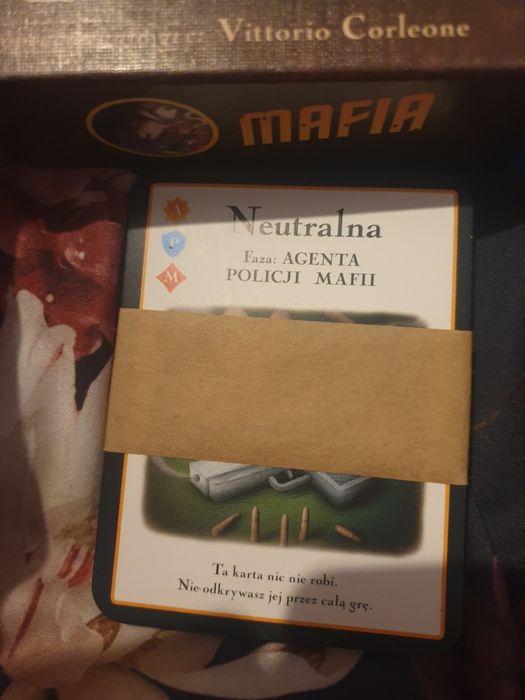 Vittorio Corleone
MAFIA
A
Neutralna
P
Faza: AGENTA
M
POLICJI MAFII
Ta karta nic nie robi.
Nie odkrywasz jej przez całą grę.